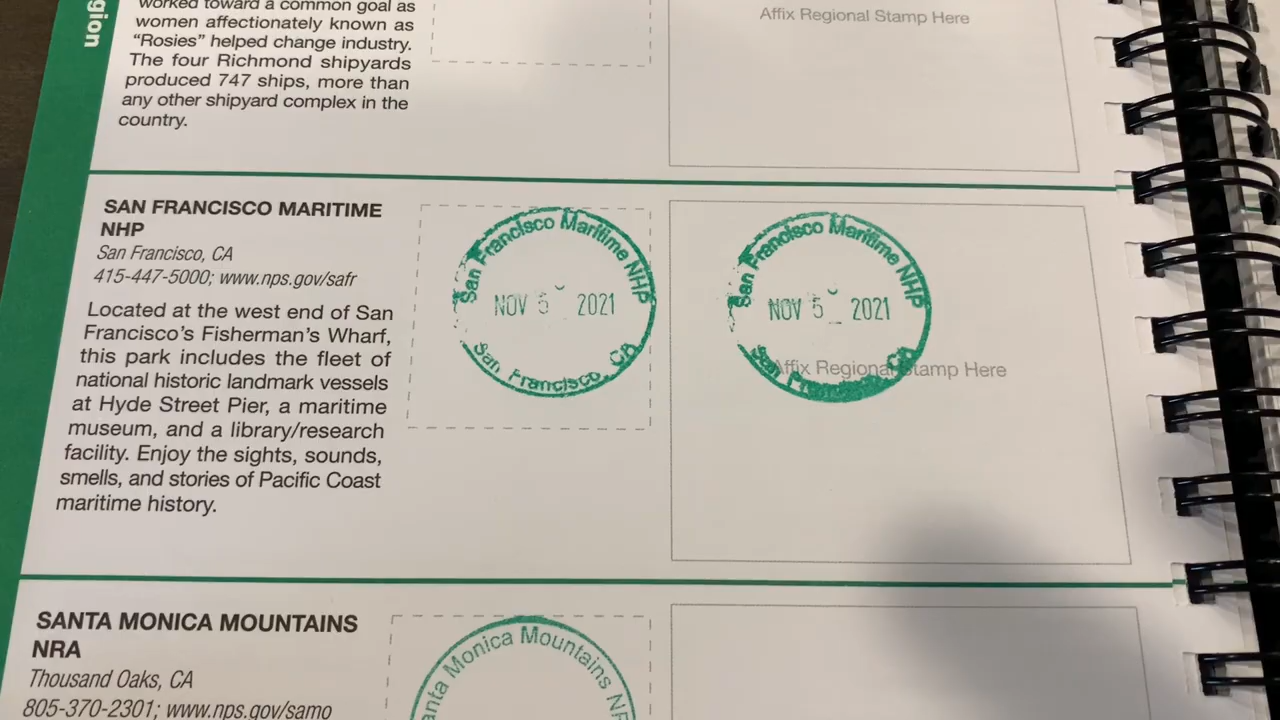 gion
worked toward a common goal as
women affectionately known as
“Rosies” helped change industry.
The four Richmond shipyards
produced 747 ships, more than
any other shipyard complex in the
country.
Affix Regional Stamp Here
SAN FRANCISCO MARITIME
NHP
San Francisco, CA
415-447-5000; www.nps.gov/safr
Located at the west end of San
Francisco’s Fisherman’s Wharf,
this park includes the fleet of
national historic landmark vessels
at Hyde Street Pier, a maritime
museum, and a library/research
facility. Enjoy the sights, sounds,
smells, and stories of Pacific Coast
maritime history.
San Francisco Maritime NHP
NOV 5 2021
San Francisco, CA
San Francisco Maritime NHP
NOV 5 2021
San Francisco, CA
Affix Regional Stamp Here
SANTA MONICA MOUNTAINS
NRA
Thousand Oaks, CA
805-370-2301; www.nps.gov/samo
anta Monica Mountains NR